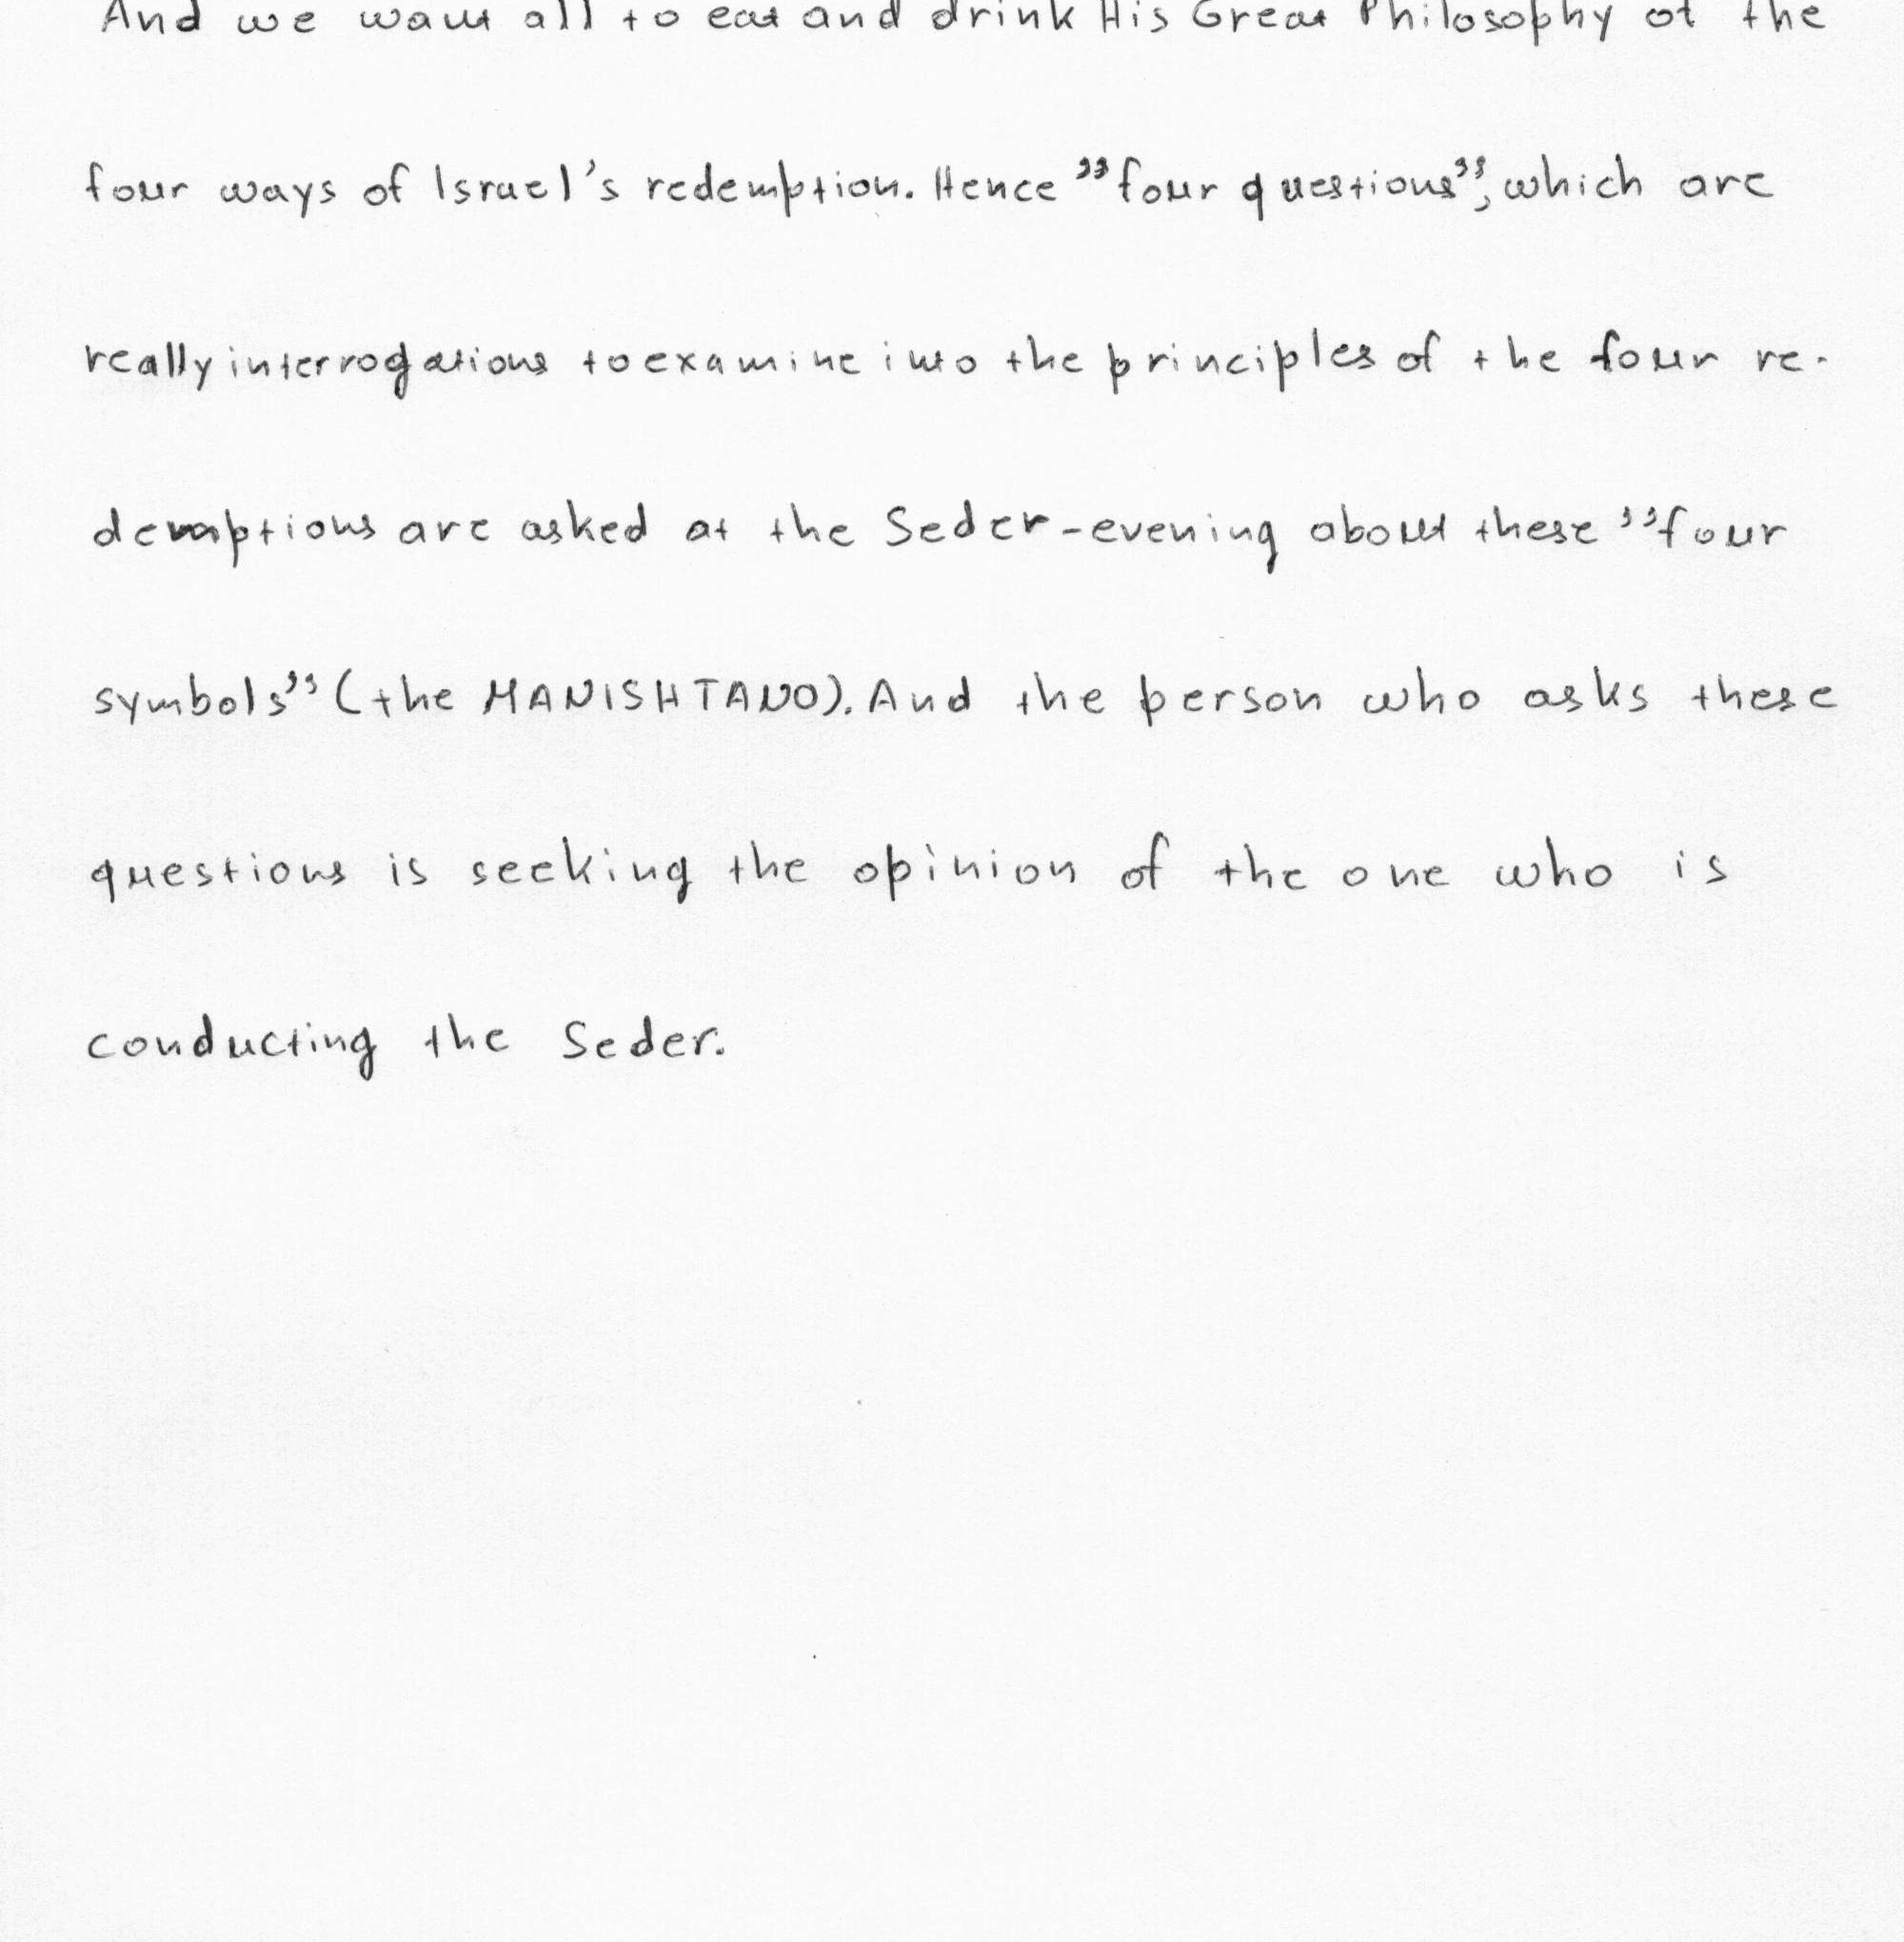 And we want all to eat and drink His Great Philosophy of the
four ways of Israel's redemption. Hence "four questions", which are
really interrogations to examine into the principles of the four re-
demptions are asked at the Seder-evening about these "four
symbols" (the MANISHTANO). And the person who asks these
questions is seeking the opinion of the one who is
conducting the Seder.